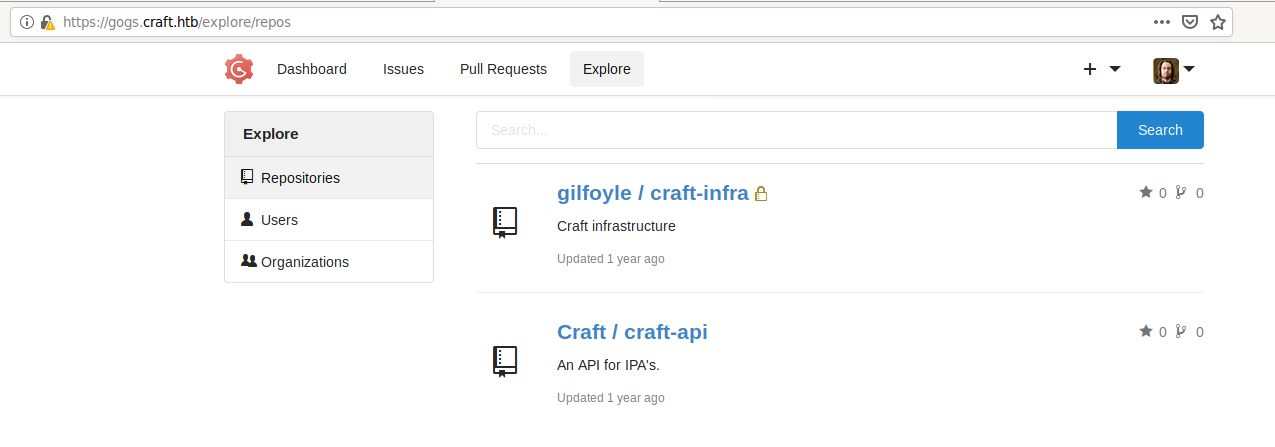 https://gogs.craft.htb/explore/repos
Dashboard Issues Pull Requests Explore
Explore
Repositories
Users
Organizations
Search... Search
gilfoyle / craft-infra 0 0
Craft infrastructure
Updated 1 year ago
Craft / craft-api 0 0
An API for IPA's.
Updated 1 year ago